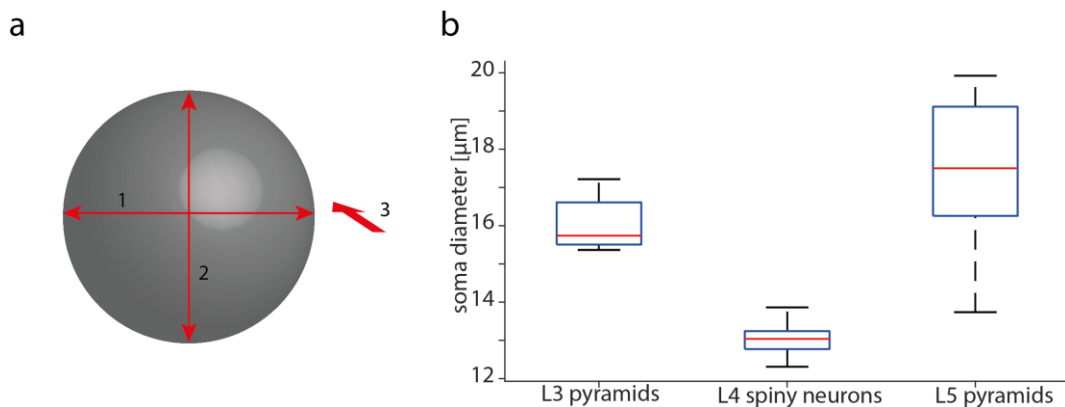 a
1
2
3
b
soma diameter [µm]
20
18
16
14
12
L3 pyramids
L4 spiny neurons
L5 pyramids